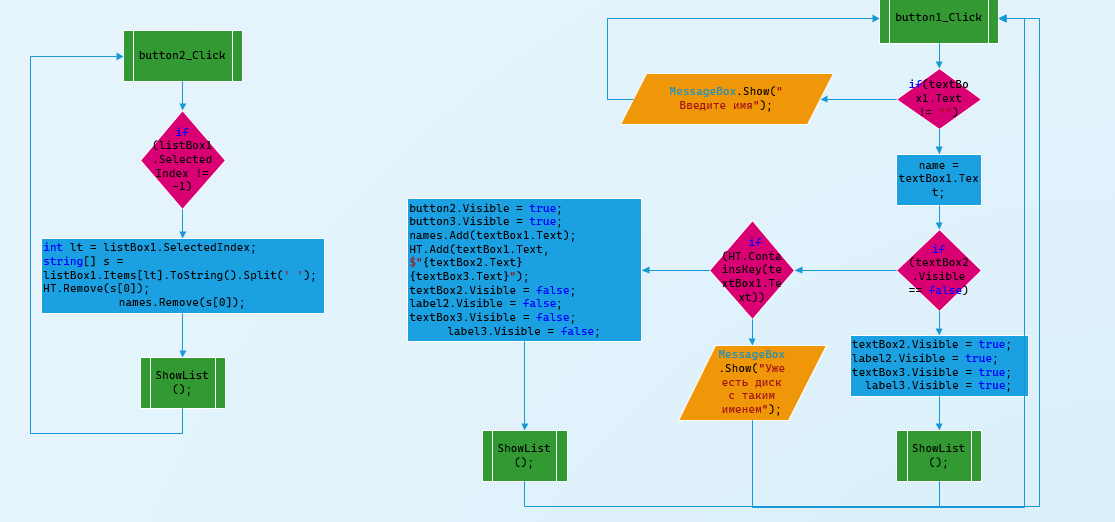 button2_Click
if
(listBox1
.Selected
Index !=
-1)
int lt = listBox1.SelectedIndex;
string[] s =
listBox1.Items[lt].ToString().Split(' ');
HT.Remove(s[0]);
names.Remove(s[0]);
ShowList
();
button1_Click
if(textBo
x1.Text
!= "")
MessageBox.Show("
Введите имя");
name =
textBox1.Tex
t;
if
(textBox2
.Visible
== false)
if
(HT.Conta
insKey(te
xtBox1.Te
xt))
button2.Visible = true;
button3.Visible = true;
names.Add(textBox1.Text);
HT.Add(textBox1.Text,
$"{textBox2.Text}
{textBox3.Text}");
textBox2.Visible = false;
label2.Visible = false;
textBox3.Visible = false;
label3.Visible = false;
MessageBox
.Show("Уже
есть диск
с таким
именем");
textBox2.Visible = true;
label2.Visible = true;
textBox3.Visible = true;
label3.Visible = true;
ShowList
();
ShowList
();